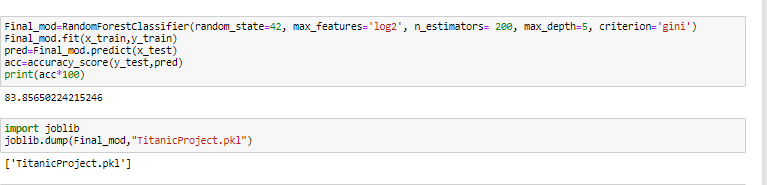 Final_mod=RandomForestClassifier(random_state=42, max_features='log2', n_estimators= 200, max_depth=5, criterion='gini')
Final_mod.fit(x_train,y_train)
pred=Final_mod.predict(x_test)
acc=accuracy_score(y_test,pred)
print(acc*100)
83.85650224215246
import joblib
joblib.dump(Final_mod,"TitanicProject.pkl")
['TitanicProject.pkl']